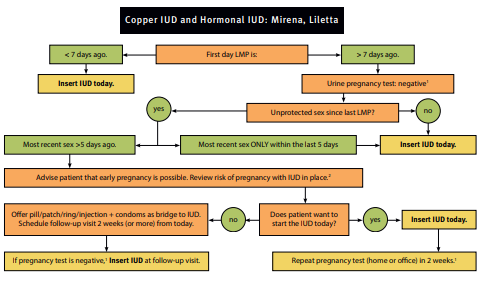 Copper IUD and Hormonal IUD: Mirena, Liletta
< 7 days ago.
First day LMP is:
> 7 days ago.
Insert IUD today.
Urine pregnancy test: negative¹
yes
Unprotected sex since last LMP?
no
Most recent sex >5 days ago.
Most recent sex ONLY within the last 5 days
Insert IUD today.
Advise patient that early pregnancy is possible. Review risk of pregnancy with IUD in place.²
Offer pill/patch/ring/injection + condoms as bridge to IUD.
Schedule follow-up visit 2 weeks (or more) from today.
no
Does patient want to
start the IUD today?
yes
Insert IUD today.
If pregnancy test is negative,¹ Insert IUD at follow-up visit.
Repeat pregnancy test (home or office) in 2 weeks.¹